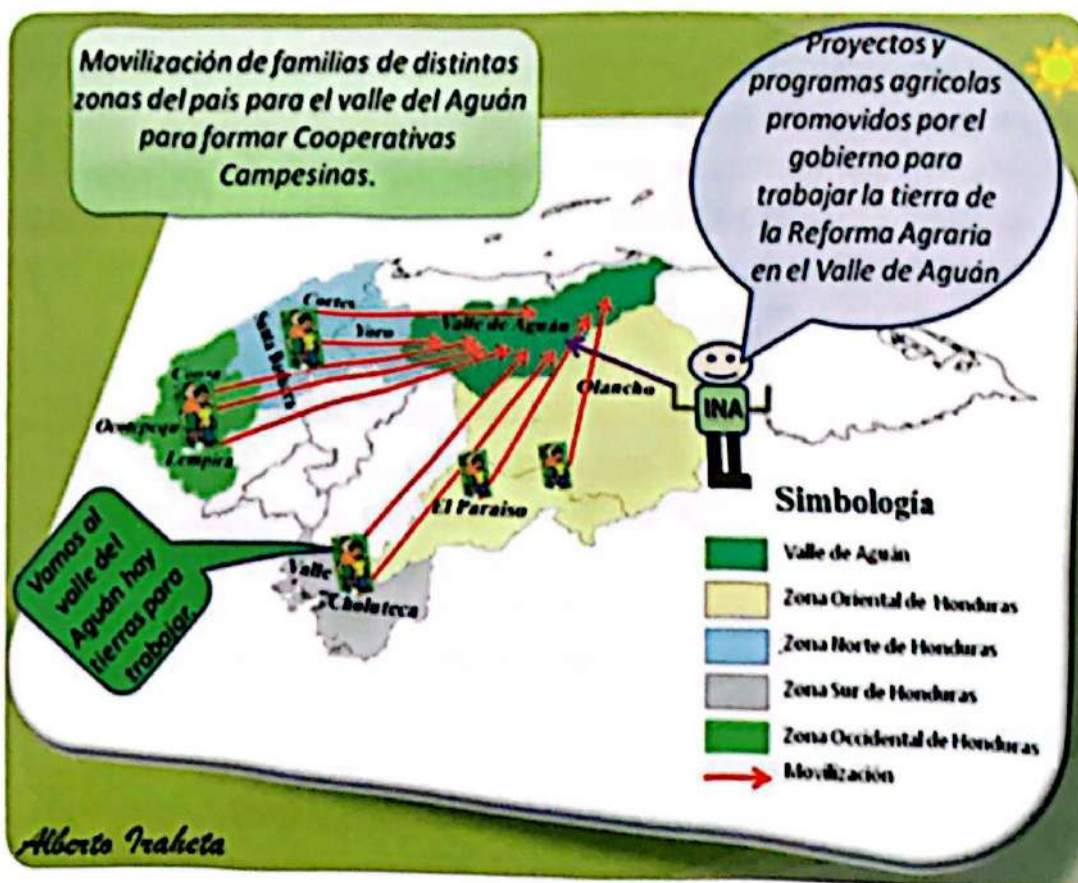 Movilización de familias de distintas
zonas del país para el valle del Aguán
para formar Cooperativas
Campesinas.
Proyectos y
programas agricolas
promovidos por el
gobierno para
trabajar la tierra de
la Reforma Agraria
en el Valle de Aguán
Cortes
Santa Barbara
Yoro
Valle de Aguán
Copan
Ocotepeque
Lempira
Olancho
INA
El Paraiso
Valle
Choluteca
Vamos al
valle del
Aguán hay
tierras para
trabajar.
Simbología
Valle de Aguán
Zona Oriental de Honduras
Zona Norte de Honduras
Zona Sur de Honduras
Zona Occidental de Honduras
Movilización
Alberto Iraheta